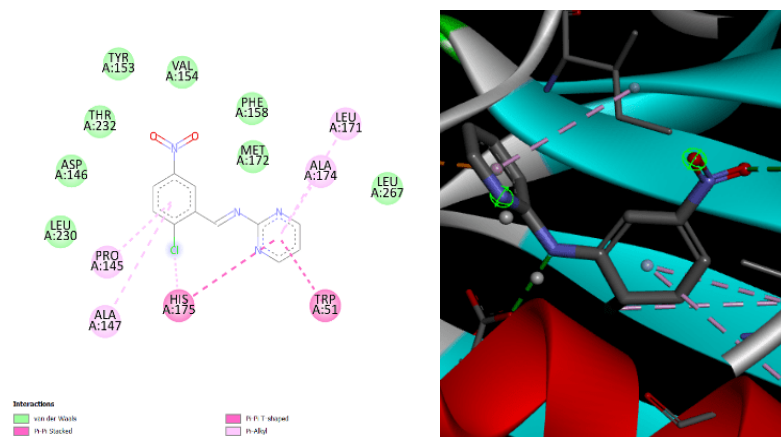 TYR
A:153
VAL
A:154
PHE
A:158
THR
A:232
LEU
A:171
MET
A:172
ALA
A:174
ASP
A:146
LEU
A:267
LEU
A:230
PRO
A:145
HIS
A:175
TRP
A:51
ALA
A:147
O
O
N
N
N
N
Cl
Interactions
van der Waals
Pi-Pi Stacked
Pi-Pi T-shaped
Pi-Alkyl